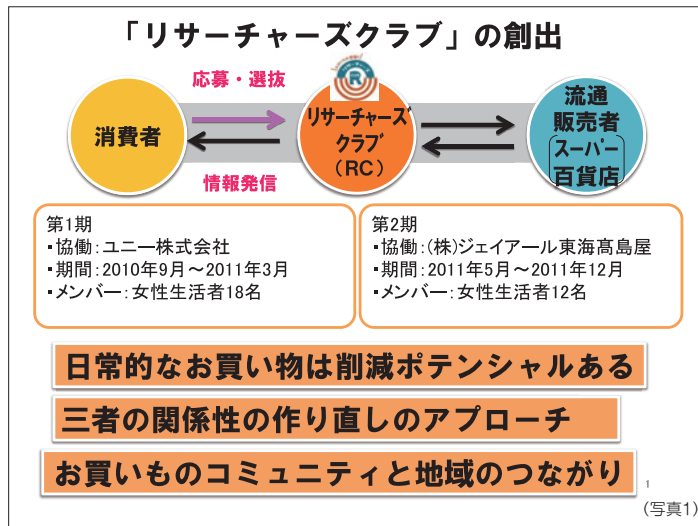 「リサーチャーズクラブ」の創出
応募・選抜
R
消費者
リサーチャーズ
クラブ
(RC)
流通
販売者
スーパー
百貨店
情報発信
第1期
・協働:ユニー株式会社
・期間:2010年9月～2011年3月
・メンバー:女性生活者18名
第2期
・協働:(株)ジェイアール東海髙島屋
・期間:2011年5月～2011年12月
・メンバー:女性生活者12名
日常的なお買い物は削減ポテンシャルある
三者の関係性の作り直しのアプローチ
お買いものコミュニティと地域のつながり
1
(写真1)